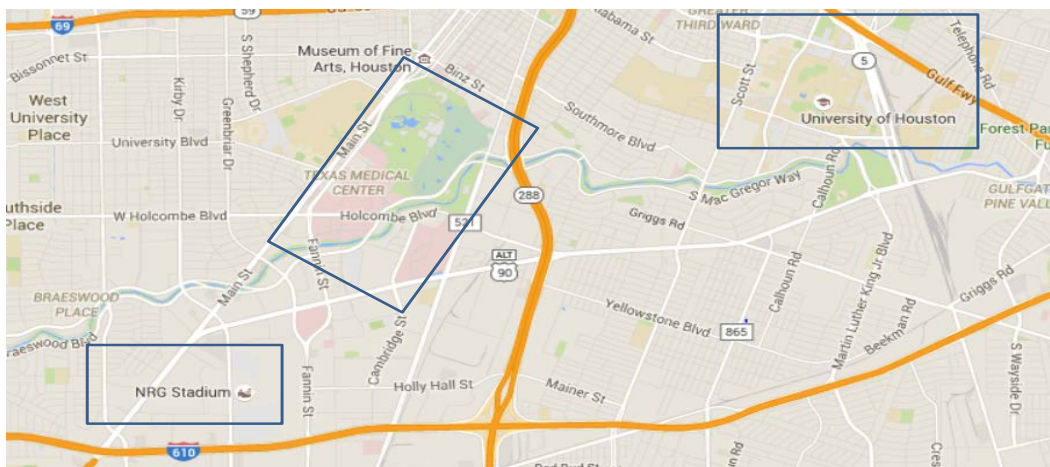 59
69
S Shepherd Dr
Bissonnet St
Museum of Fine
Arts, Houston
Binz St
Alabama St
GREATER
THIRD WARD
Scott St
5
Telephone Rd
Gulf Fwy
University of Houston
Kirby Dr
Greenbriar Dr
Main St
West
University
Place
University Blvd
Southmore Blvd
Forest Par
Fu
TEXAS MEDICAL
CENTER
288
S Mac Gregor Way
Calhoun Rd
GULFGAT
PINE VALL
uthside
Place
W Holcombe Blvd
Holcombe Blvd
521
Griggs Rd
Fannin St
ALT
90
Main St
BRAESWOOD
PLACE
raeswood Blvd
Cambridge St
Yellowstone Blvd
865
Calhoun Rd
Martin Luther King Jr Blvd
Beekman Rd
Griggs Rd
S Wayside Dr
NRG Stadium
Fannin St
Holly Hall St
Mainer St
610
Cres